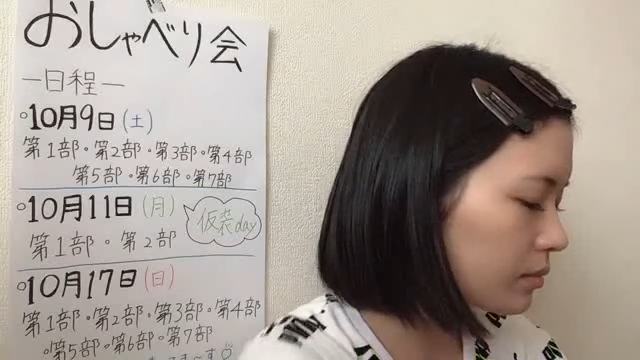 おしゃべり会
―日程―
○10月9日(土)
第1部・第2部・第3部・第4部
第5部・第6部・第7部
○10月11日(月)
仮装day
第1部・第2部
○10月17日(日)
第1部・第2部・第3部・第4部
・第5部・第6部・第7部